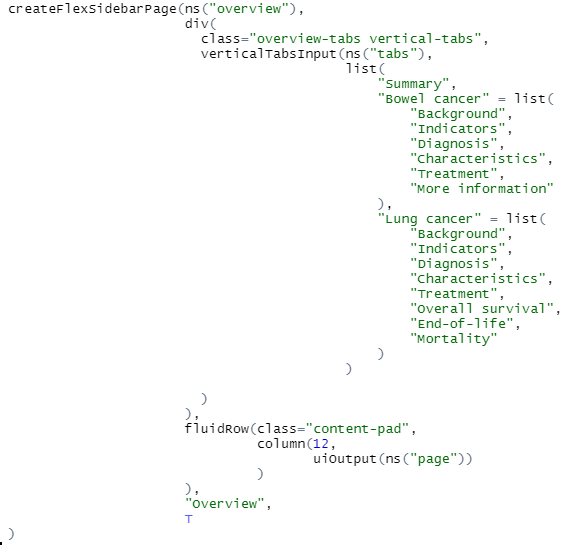 createFlexSidebarPage(ns("overview"),
div(
class="overview-tabs vertical-tabs",
verticalTabsInput(ns("tabs"),
list(
"Summary",
"Bowel cancer" = list(
"Background",
"Indicators",
"Diagnosis",
"Characteristics",
"Treatment",
"More information"
),
"Lung cancer" = list(
"Background",
"Indicators",
"Diagnosis",
"Characteristics",
"Treatment",
"Overall survival",
"End-of-life",
"Mortality"
)
)
)
),
fluidRow(class="content-pad",
column(12,
uiOutput(ns("page"))
)
),
"Overview",
T
)